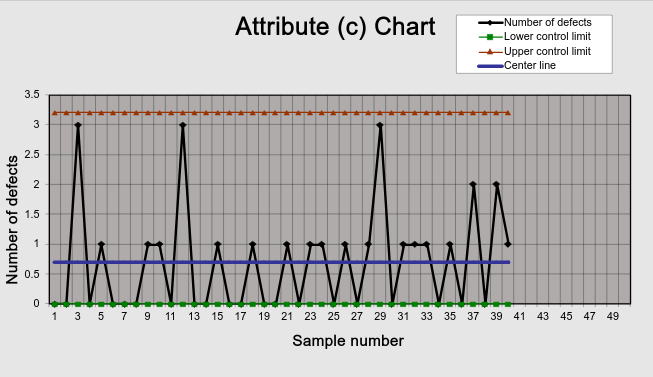 Attribute (c) Chart
Number of defects
Lower control limit
Upper control limit
Center line
3.5
3
2.5
2
1.5
1
0.5
0
Number of defects
1 3 5 7 9 11 13 15 17 19 21 23 25 27 29 31 33 35 37 39 41 43 45 47 49
Sample number